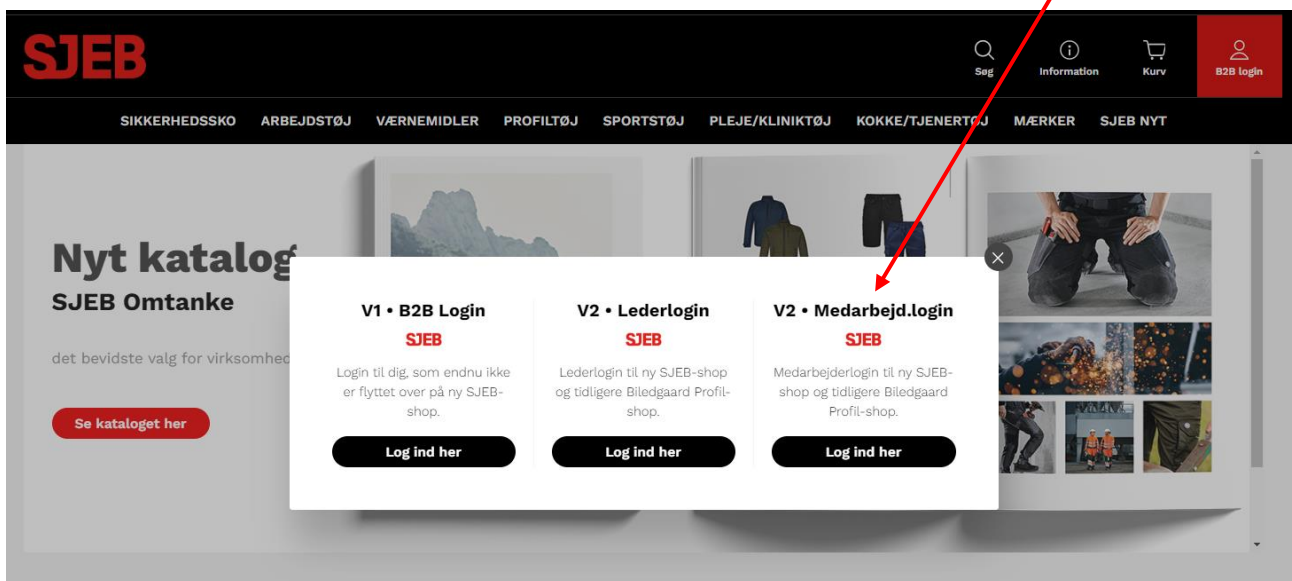 SJEB
Søg
Information
Kurv
B2B login
SIKKERHEDSSKO ARBEJDSTØJ VÆRNEMIDLER PROFILTØJ SPORTSTØJ PLEJE/KLINIKTØJ KOKKE/TJENERTØJ MÆRKER SJEB NYT
Nyt katalog
SJEB Omtanke
det bevidste valg for virksomhed
Se kataloget her
V1 • B2B Login
SJEB
Login til dig, som endnu ikke
er flyttet over på ny SJEB-
shop.
Log ind her
V2 • Lederlogin
SJEB
Lederlogin til ny SJEB-shop
og tidligere Biledgaard Profil-
shop.
Log ind her
V2 • Medarbejd.login
SJEB
Medarbejderlogin til ny SJEB-
shop og tidligere Biledgaard
Profil-shop.
Log ind her